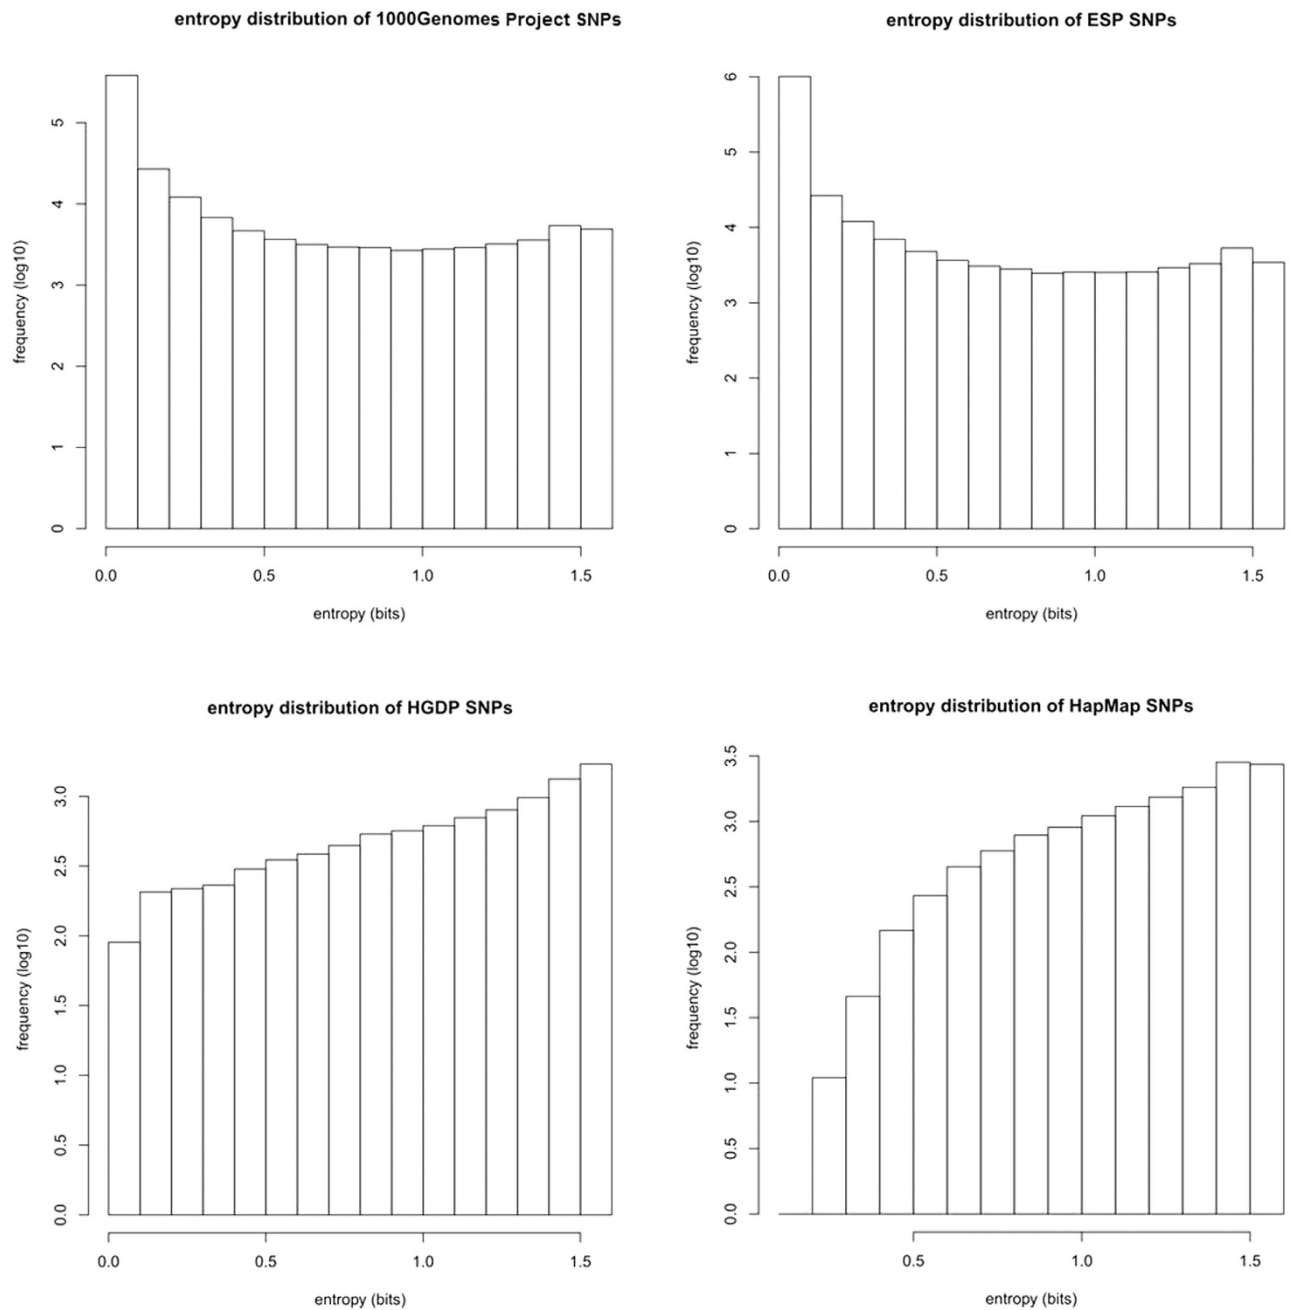 entropy distribution of 1000Genomes Project SNPs
frequency (log10)
5
4
3
2
1
0
0.0 0.5 1.0 1.5
entropy (bits)
entropy distribution of ESP SNPs
frequency (log10)
6
5
4
3
2
1
0
0.0 0.5 1.0 1.5
entropy (bits)
entropy distribution of HGDP SNPs
frequency (log10)
3.0
2.5
2.0
1.5
1.0
0.5
0.0
0.0 0.5 1.0 1.5
entropy (bits)
entropy distribution of HapMap SNPs
frequency (log10)
3.5
3.0
2.5
2.0
1.5
1.0
0.5
0.0
0.5 1.0 1.5
entropy (bits)